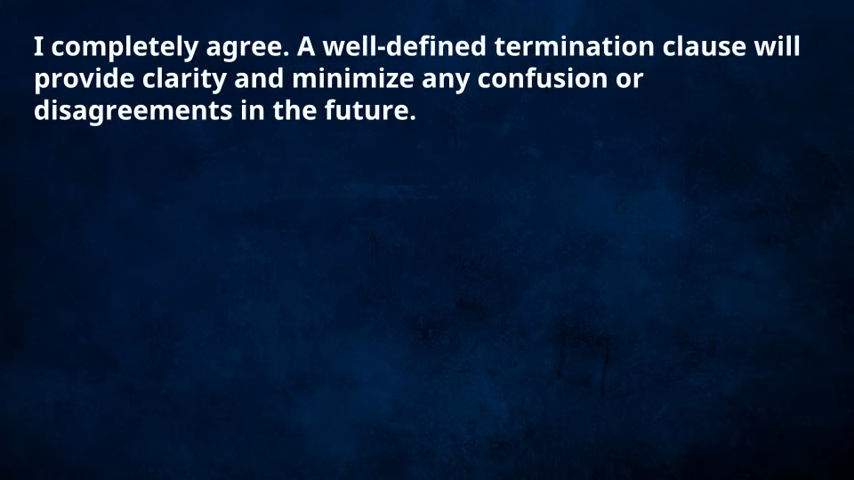 I completely agree. A well-defined termination clause will
provide clarity and minimize any confusion or
disagreements in the future.